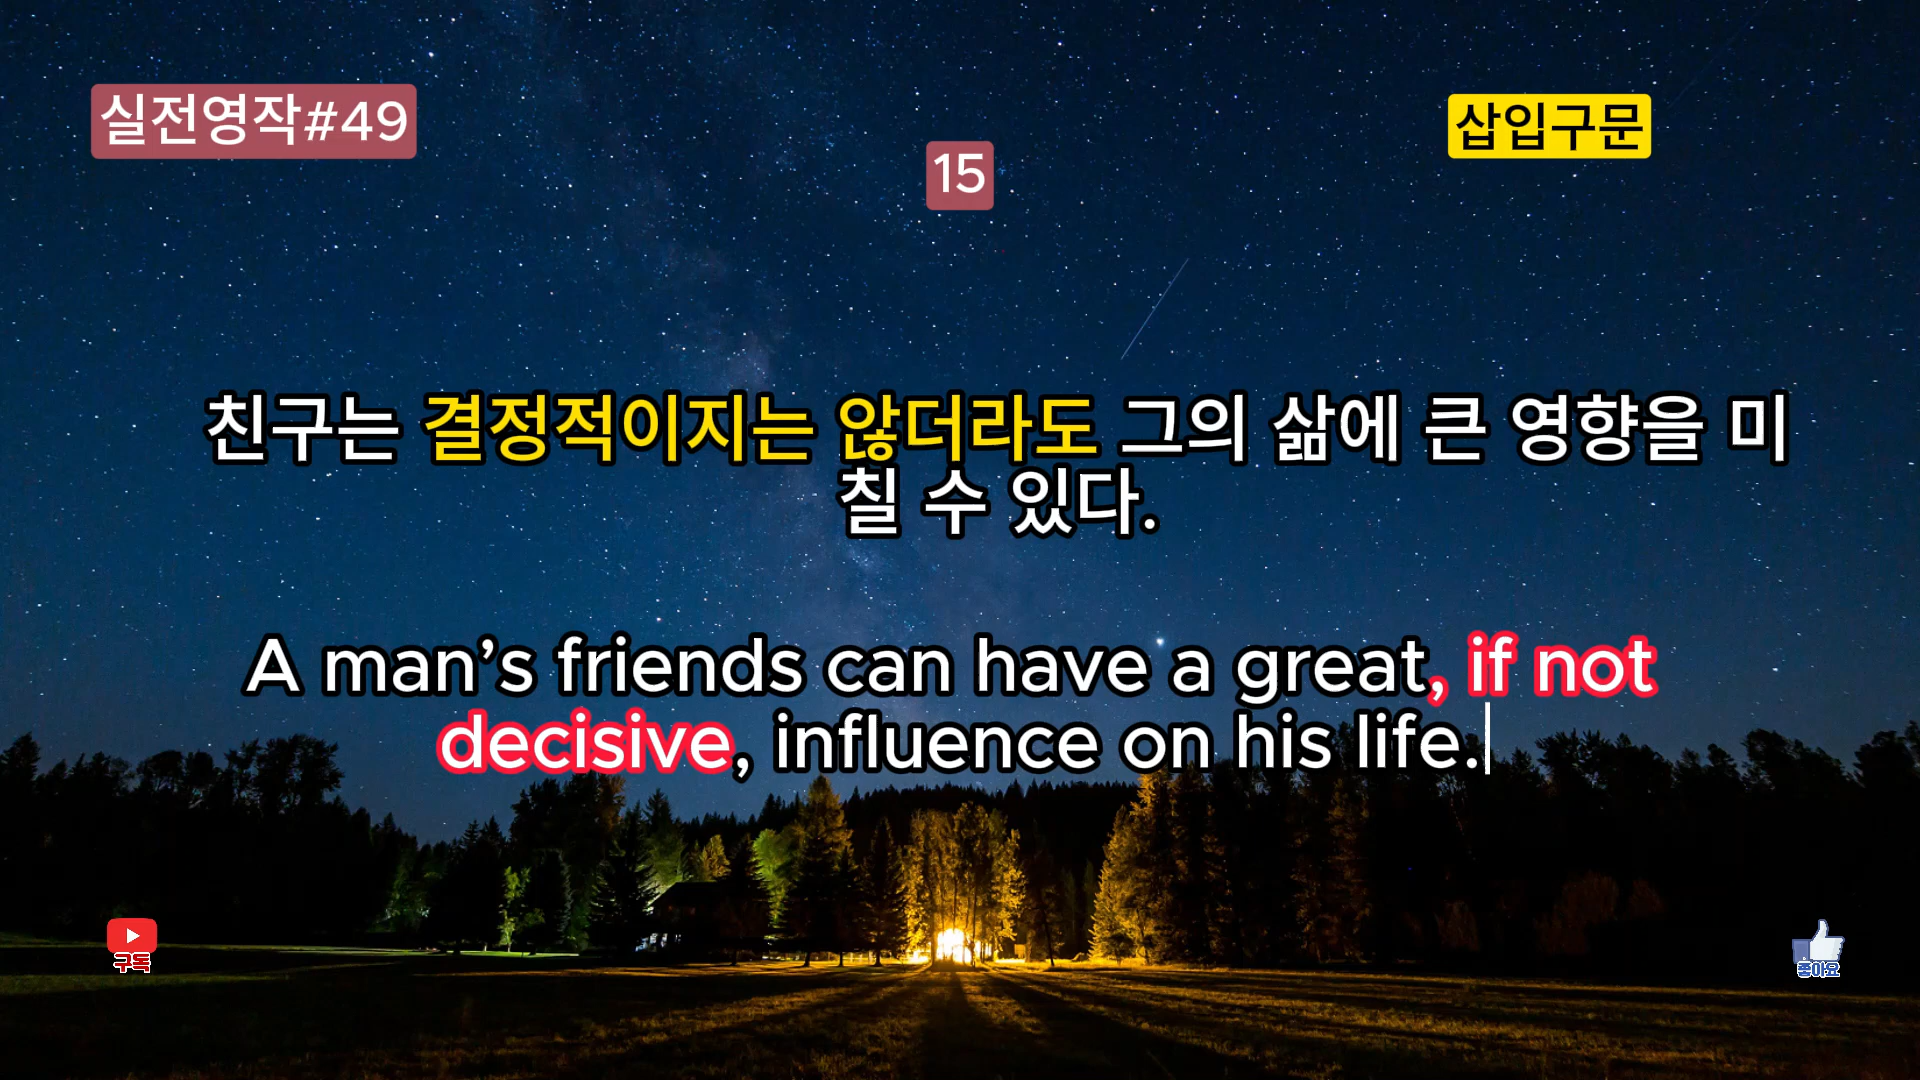 실전영작#49
삽입구문
15
친구는 결정적이지는 않더라도 그의 삶에 큰 영향을 미
칠 수 있다.
A man’s friends can have a great, if not
decisive, influence on his life.
구독
좋아요